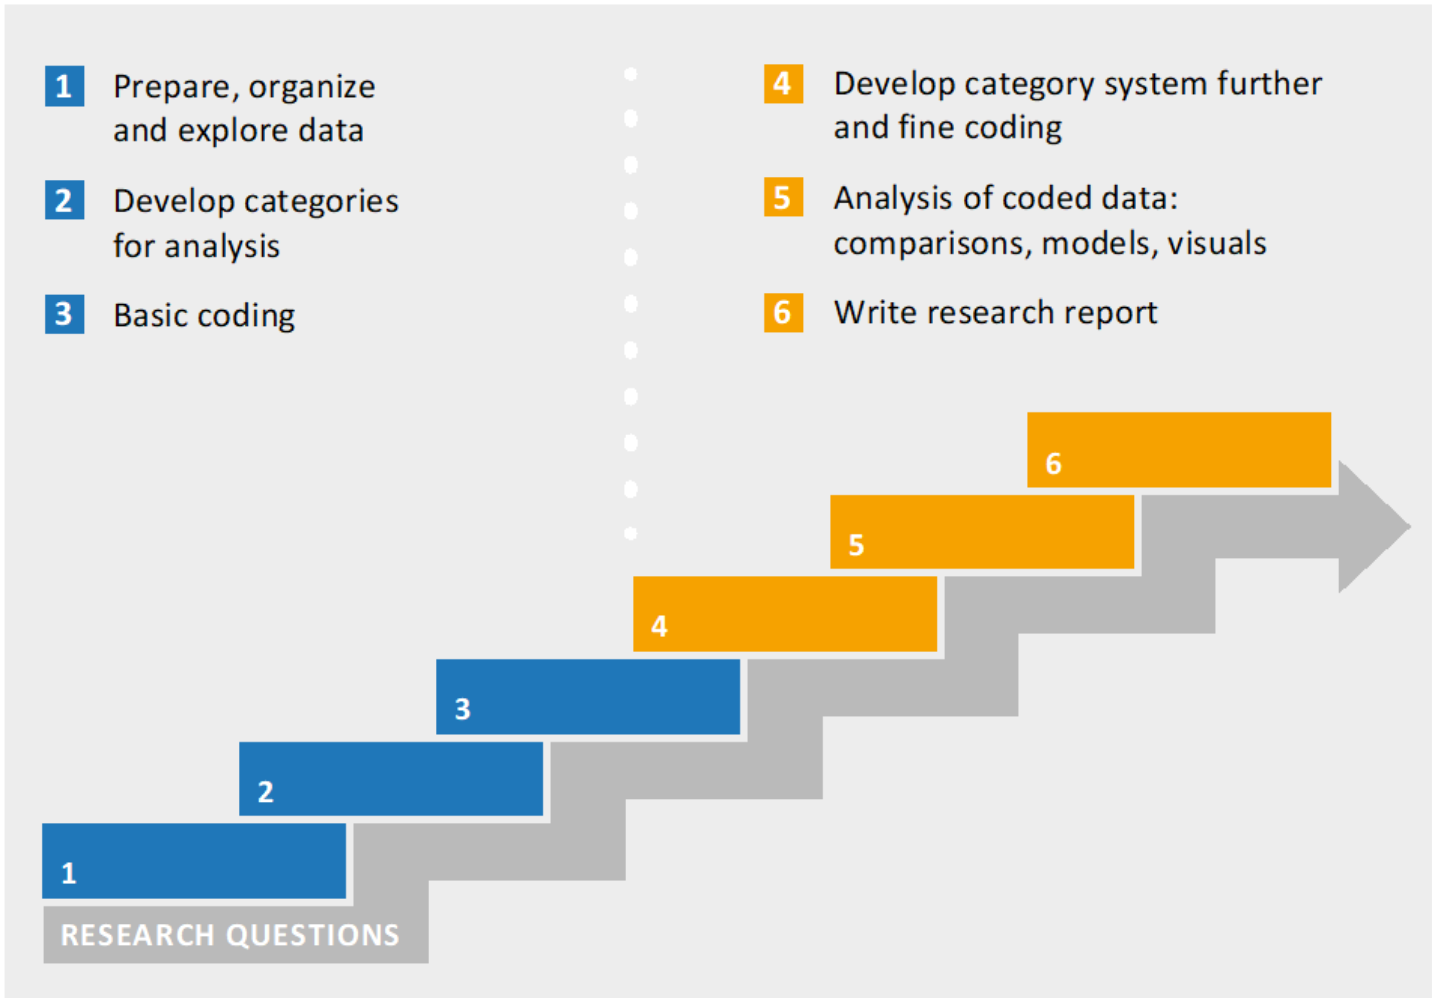 1 Prepare, organize
and explore data
2 Develop categories
for analysis
3 Basic coding
4 Develop category system further
and fine coding
5 Analysis of coded data:
comparisons, models, visuals
6 Write research report
6
5
4
3
2
1
RESEARCH QUESTIONS